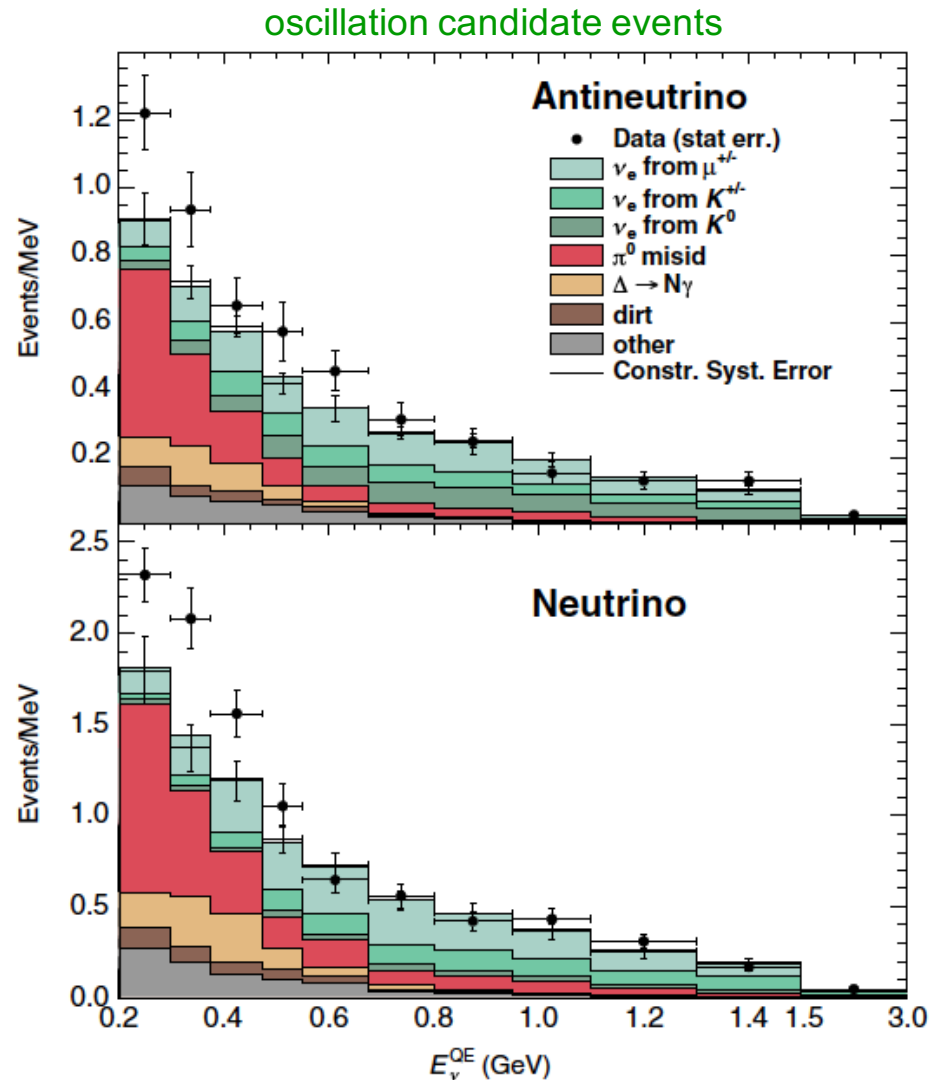 oscillation candidate events
Antineutrino
Data (stat err.)
νe from μ+/-
νe from K+/-
νe from K0
π0 misid
Δ → Nγ
dirt
other
Constr. Syst. Error
Events/MeV
1.2
1.0
0.8
0.6
0.4
0.2
Neutrino
Events/MeV
2.5
2.0
1.5
1.0
0.5
0.0
0.2 0.4 0.6 0.8 1.0 1.2 1.4 1.5 3.0
EνQE (GeV)